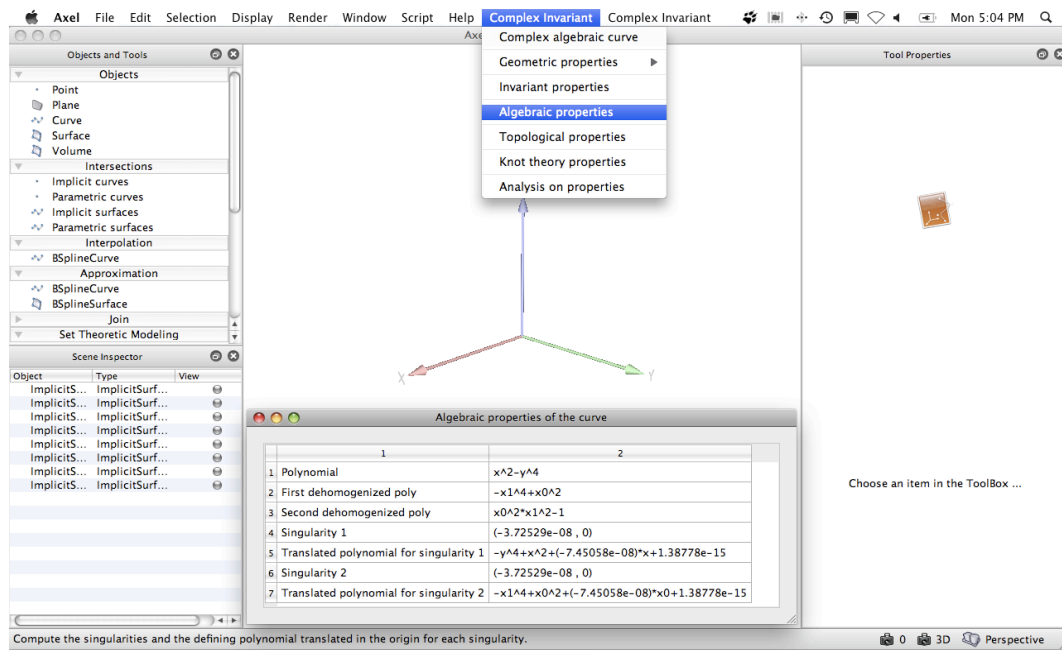 Axel File Edit Selection Display Render Window Script Help Complex Invariant Complex Invariant Mon 5:04 PM
Axe
Complex algebraic curve
Geometric properties
Invariant properties
Algebraic properties
Topological properties
Knot theory properties
Analysis on properties
Objects and Tools
Objects
Point
Plane
Curve
Surface
Volume
Intersections
Implicit curves
Parametric curves
Implicit surfaces
Parametric surfaces
Interpolation
BSplineCurve
Approximation
BSplineCurve
BSplineSurface
Join
Set Theoretic Modeling
Scene Inspector
Object Type View
ImplicitS... ImplicitSurf...
ImplicitS... ImplicitSurf...
ImplicitS... ImplicitSurf...
ImplicitS... ImplicitSurf...
ImplicitS... ImplicitSurf...
ImplicitS... ImplicitSurf...
ImplicitS... ImplicitSurf...
ImplicitS... ImplicitSurf...
X Y
Algebraic properties of the curve
1 2
1 Polynomial x^2-y^4
2 First dehomogenized poly -x1^4+x0^2
3 Second dehomogenized poly x0^2*x1^2-1
4 Singularity 1 (-3.72529e-08 , 0)
5 Translated polynomial for singularity 1 -y^4+x^2+(-7.45058e-08)*x+1.38778e-15
6 Singularity 2 (-3.72529e-08 , 0)
7 Translated polynomial for singularity 2 -x1^4+x0^2+(-7.45058e-08)*x0+1.38778e-15
Tool Properties
Choose an item in the ToolBox ...
Compute the singularities and the defining polynomial translated in the origin for each singularity.
0 3D Perspective